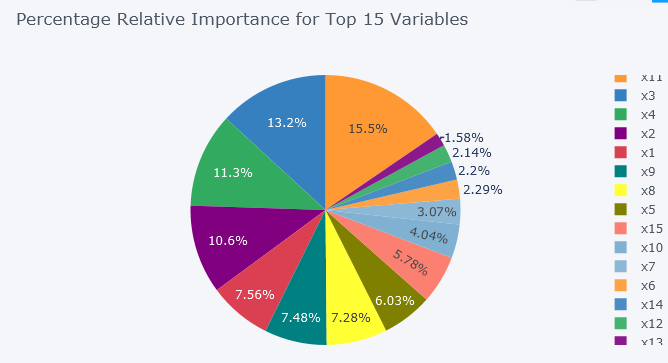 Percentage Relative Importance for Top 15 Variables
15.5%
13.2%
11.3%
10.6%
7.56%
7.48%
7.28%
6.03%
5.78%
4.04%
3.07%
2.29%
2.2%
2.14%
1.58%
x11
x3
x4
x2
x1
x9
x8
x5
x15
x10
x7
x6
x14
x12
x13